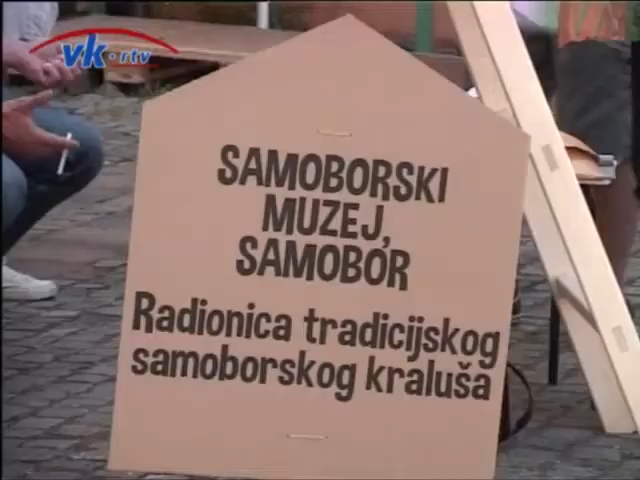 vk·rtv
SAMOBORSKI
MUZEJ,
SAMOBOR
Radionica tradicijskog
samoborskog kraluša